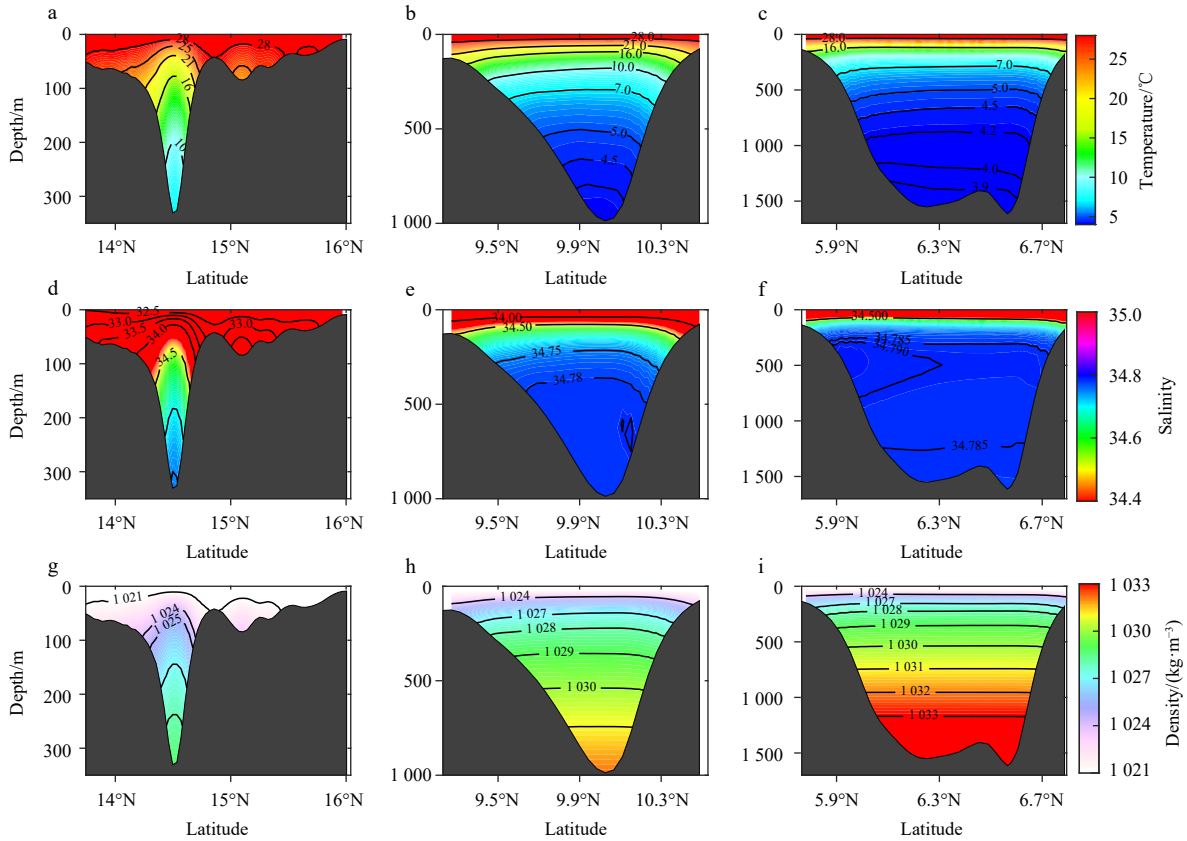 a
b
c
0
100
200
300
Depth/m
28
25
21
16
10
28
14°N
15°N
16°N
Latitude
0
500
1 000
28.0
21.0
16.0
10.0
7.0
5.0
4.5
9.5°N
9.9°N
10.3°N
Latitude
0
500
1 000
1 500
28.0
16.0
7.0
5.0
4.5
4.2
4.0
3.9
5.9°N
6.3°N
6.7°N
Latitude
25
20
15
10
5
Temperature/℃
d
e
f
0
100
200
300
Depth/m
32.5
33.0
33.5
34.0
34.5
33.0
14°N
15°N
16°N
Latitude
0
500
1 000
34.00
34.50
34.75
34.78
9.5°N
9.9°N
10.3°N
Latitude
0
500
1 000
1 500
34.500
34.785
34.790
34.785
5.9°N
6.3°N
6.7°N
Latitude
35.0
34.8
34.6
34.4
Salinity
g
h
i
0
100
200
300
Depth/m
1 021
1 024
1 025
14°N
15°N
16°N
Latitude
0
500
1 000
1 024
1 027
1 028
1 029
1 030
9.5°N
9.9°N
10.3°N
Latitude
0
500
1 000
1 500
1 024
1 027
1 028
1 029
1 030
1 031
1 032
1 033
5.9°N
6.3°N
6.7°N
Latitude
1 033
1 030
1 027
1 024
1 021
Density/(kg·m⁻³)